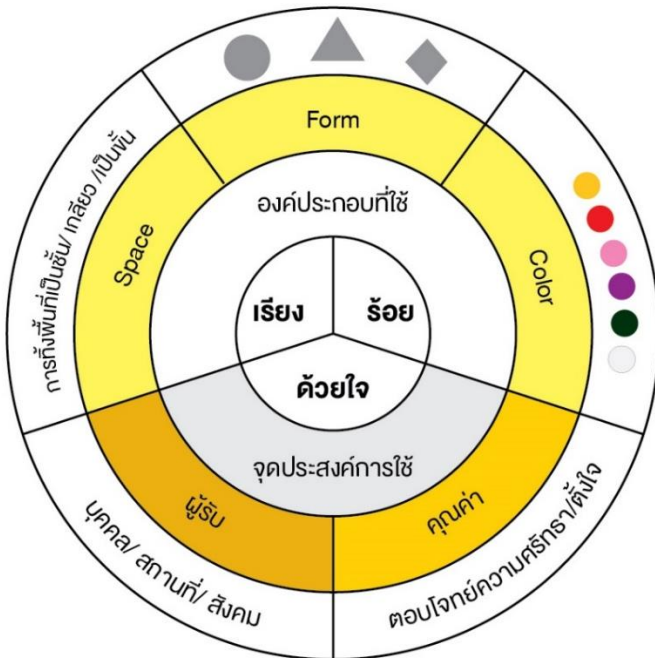 Form
Space
Color
การทิ้งพื้นที่เป็นชั้น/ เกลียว /เป็นขั้น
องค์ประกอบที่ใช้
เรียง
ร้อย
ด้วยใจ
จุดประสงค์การใช้
ผู้รับ
คุณค่า
บุคคล/ สถานที่/ สังคม
ตอบโจทย์ความศรัทธา/ตั้งใจ